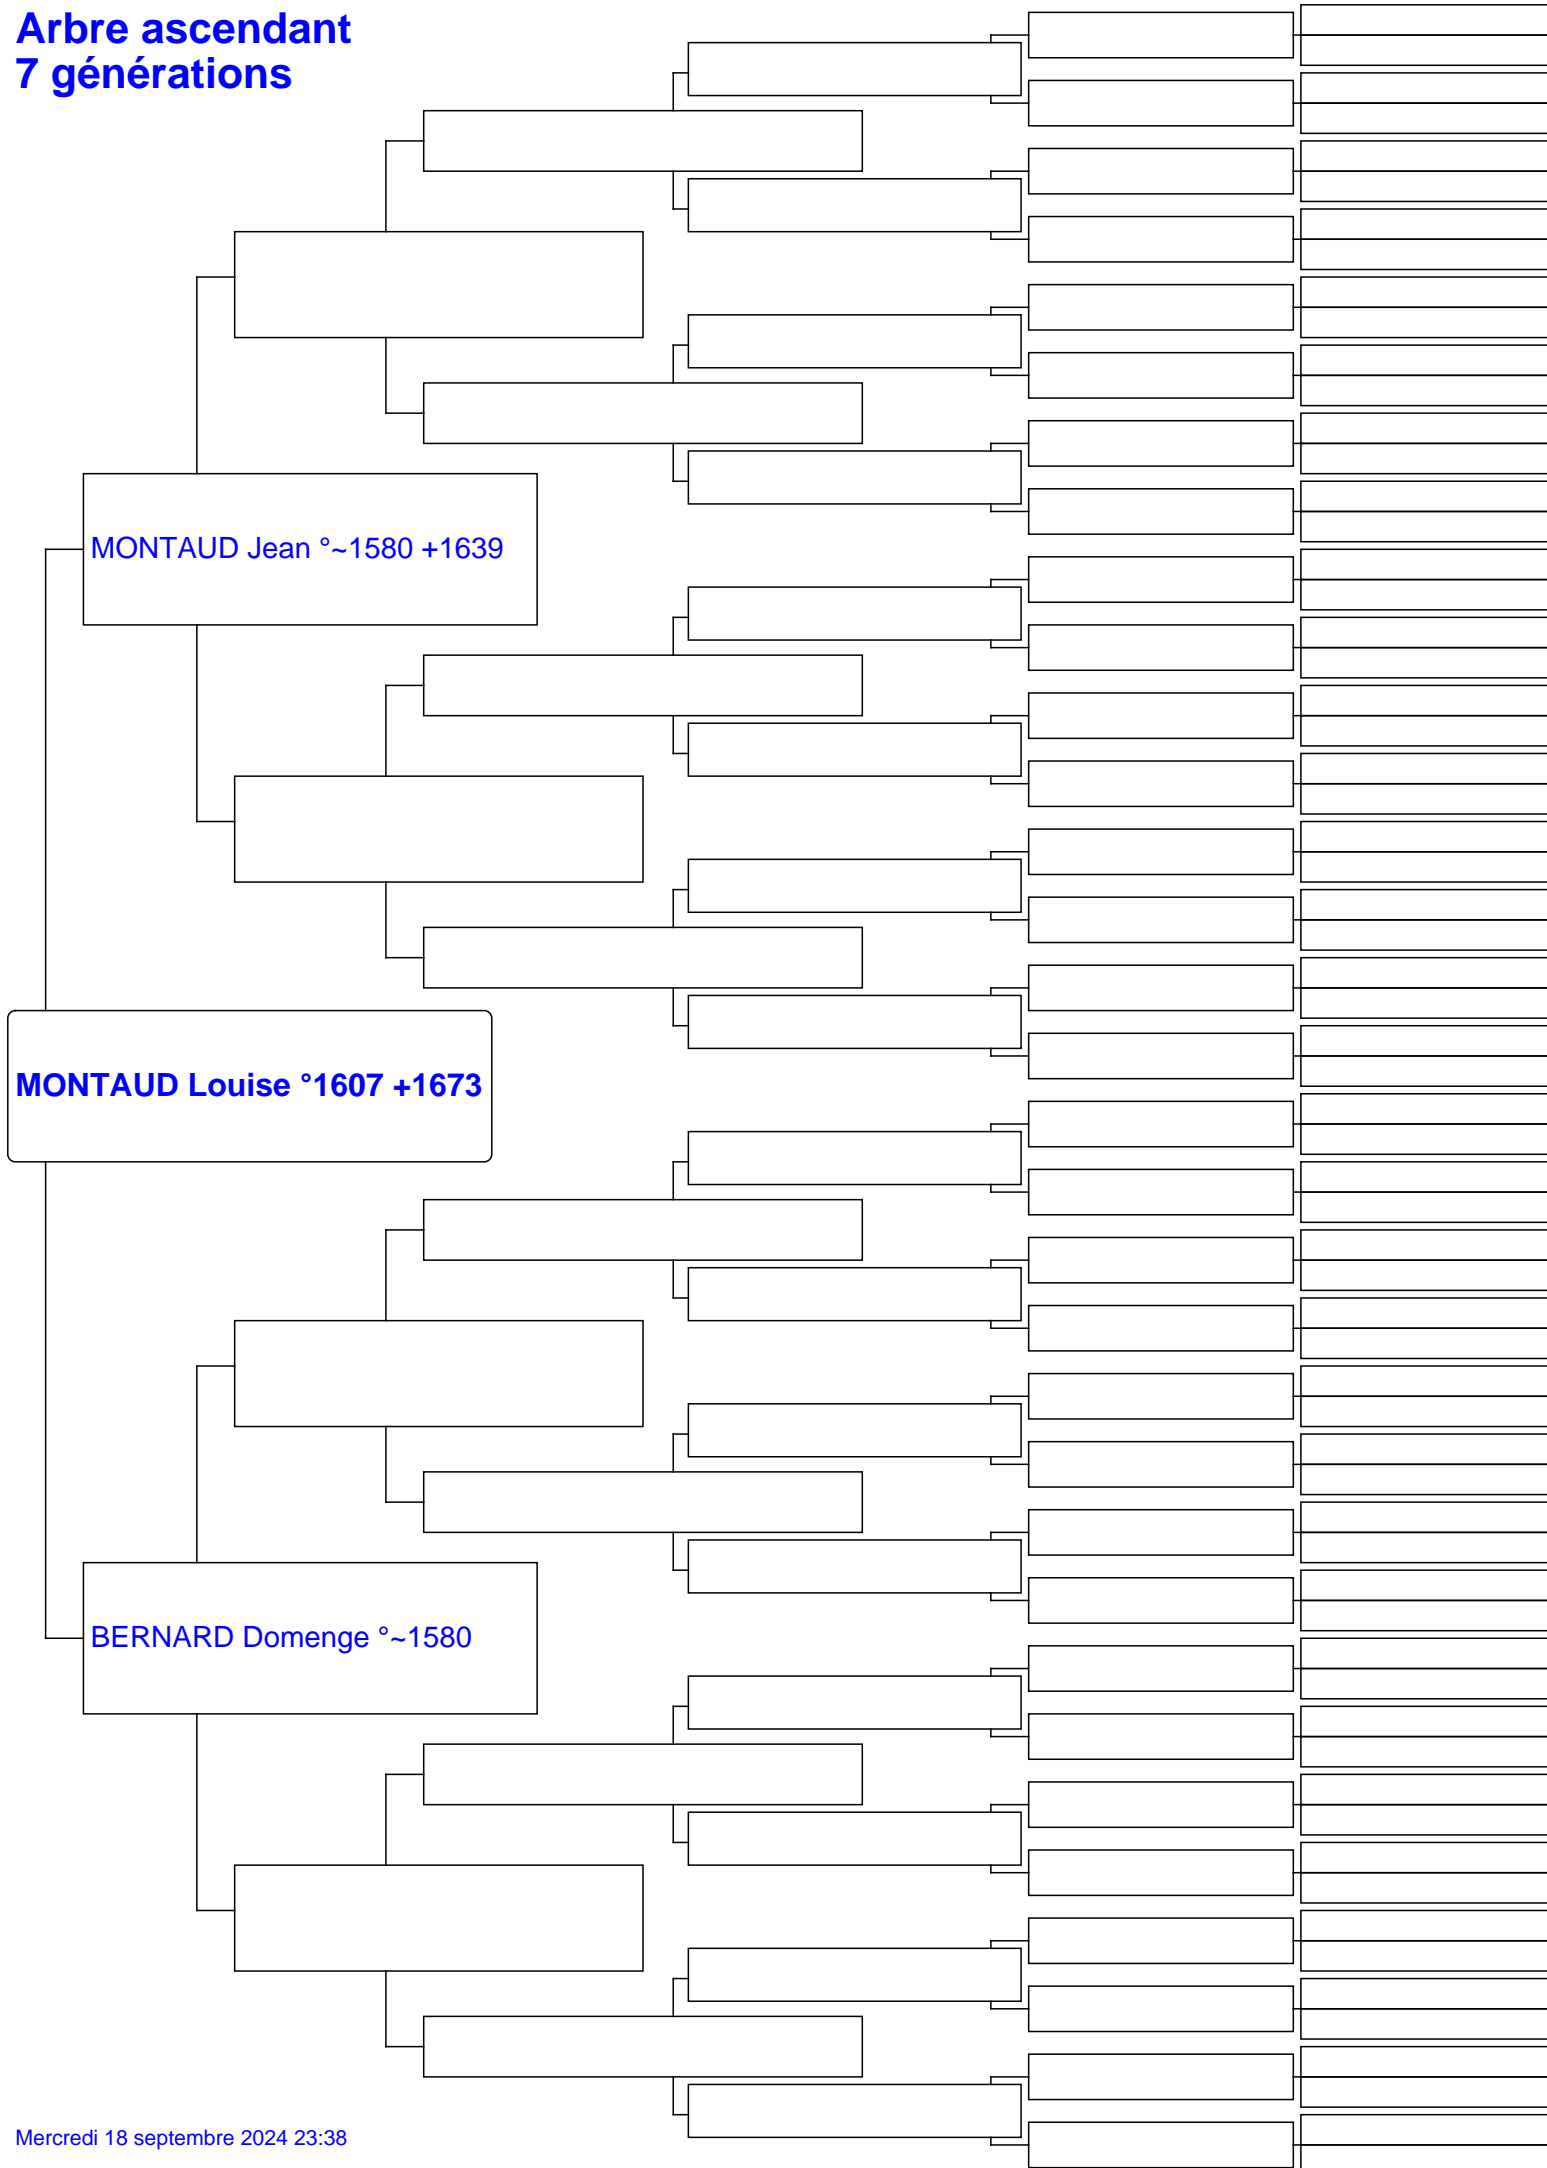 Arbre ascendant
7 générations
MONTAUD Jean °~1580 +1639
MONTAUD Louise °1607 +1673
BERNARD Domenge °~1580
Mercredi 18 septembre 2024 23:38